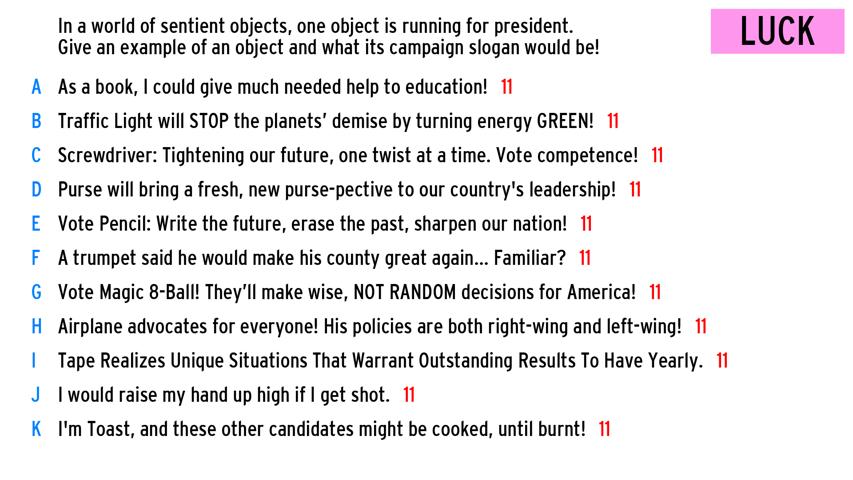 In a world of sentient objects, one object is running for president.
Give an example of an object and what its campaign slogan would be!
LUCK
A As a book, I could give much needed help to education! 11
B Traffic Light will STOP the planets' demise by turning energy GREEN! 11
C Screwdriver: Tightening our future, one twist at a time. Vote competence! 11
D Purse will bring a fresh, new purse-pective to our country's leadership! 11
E Vote Pencil: Write the future, erase the past, sharpen our nation! 11
F A trumpet said he would make his county great again... Familiar? 11
G Vote Magic 8-Ball! They'll make wise, NOT RANDOM decisions for America! 11
H Airplane advocates for everyone! His policies are both right-wing and left-wing! 11
I Tape Realizes Unique Situations That Warrant Outstanding Results To Have Yearly. 11
J I would raise my hand up high if I get shot. 11
K I'm Toast, and these other candidates might be cooked, until burnt! 11